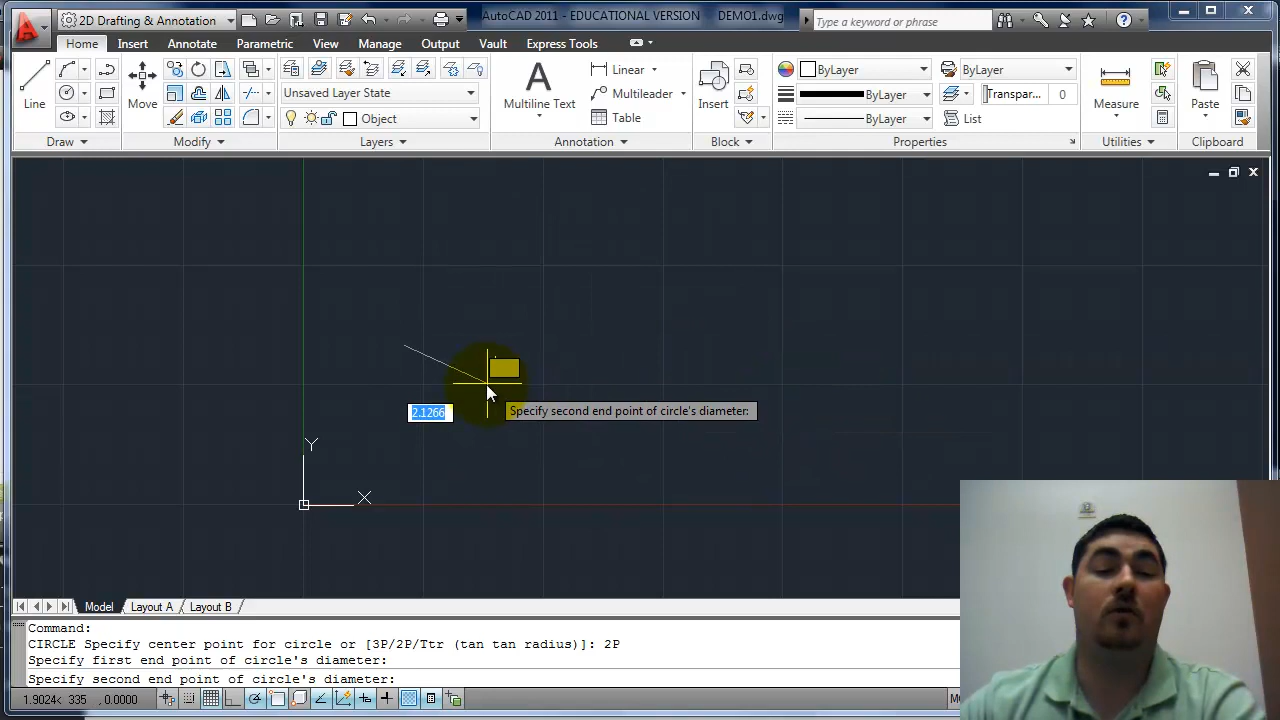 2D Drafting & Annotation
AutoCAD 2011 - EDUCATIONAL VERSION DEMO1.dwg
Type a keyword or phrase
Home Insert Annotate Parametric View Manage Output Vault Express Tools
Line
Move
Unsaved Layer State
Object
Multiline Text
Linear
Multileader
Table
Insert
ByLayer
ByLayer
ByLayer
ByLayer
Transpar... 0
List
Measure
Paste
Draw Modify Layers Annotation Block Properties Utilities Clipboard
2.1266
Specify second end point of circle's diameter:
Y
X
Model Layout A Layout B
Command:
CIRCLE Specify center point for circle or [3P/2P/Ttr (tan tan radius)]: 2P
Specify first end point of circle's diameter:
Specify second end point of circle's diameter:
1.9024< 335 , 0.0000